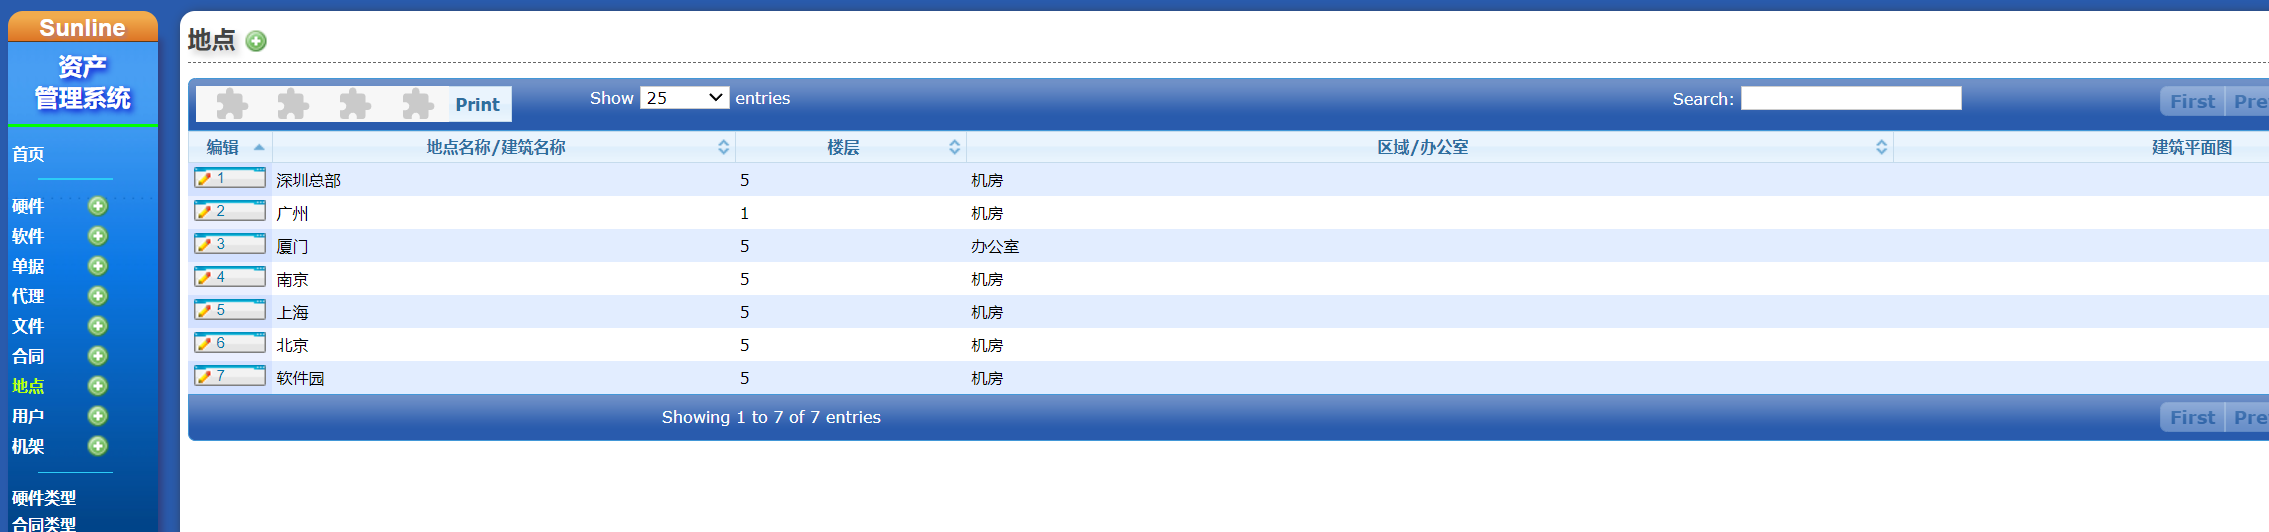 Sunline
资产
管理系统
首页
硬件
软件
单据
代理
文件
合同
地点
用户
机架
硬件类型
合同类型
地点
Print
Show 25 entries
Search:
First Pre
编辑 地点名称/建筑名称 楼层 区域/办公室 建筑平面图
1 深圳总部 5 机房
2 广州 1 机房
3 厦门 5 办公室
4 南京 5 机房
5 上海 5 机房
6 北京 5 机房
7 软件园 5 机房
Showing 1 to 7 of 7 entries
First Pre